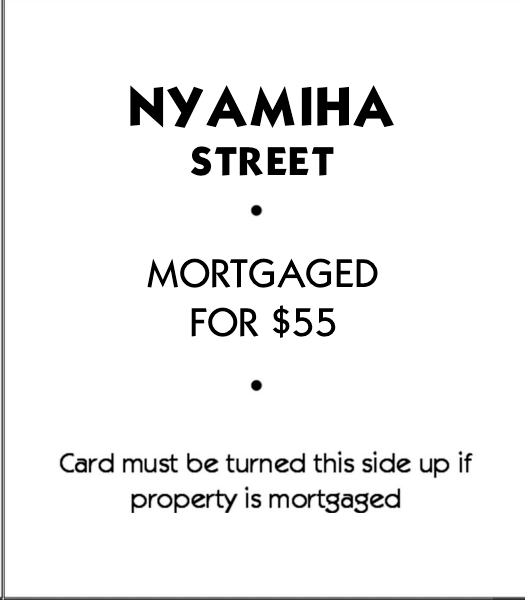 NYAMIHA
STREET
•
MORTGAGED
FOR $55
•
Card must be turned this side up if
property is mortgaged